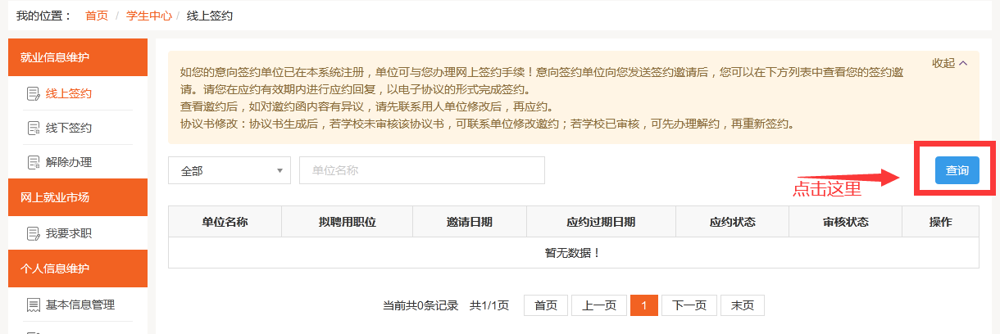 我的位置： 首页 / 学生中心 / 线上签约
就业信息维护
线上签约
线下签约
解除办理
网上就业市场
我要求职
个人信息维护
基本信息管理
收起
如您的意向签约单位已在本系统注册，单位可与您办理网上签约手续！意向签约单位向您发送签约邀请后，您可以在下方列表中查看您的签约邀
请。请您在应约有效期内进行应约回复，以电子协议的形式完成签约。
查看邀约后，如对邀约函内容有异议，请先联系用人单位修改后，再应约。
协议书修改：协议书生成后，若学校未审核该协议书，可联系单位修改邀约；若学校已审核，可先办理解约，再重新签约。
全部 单位名称 查询
点击这里
单位名称 拟聘用职位 邀请日期 应约过期日期 应约状态 审核状态 操作
暂无数据！
当前共0条记录 共1/1页 首页 上一页 1 下一页 末页